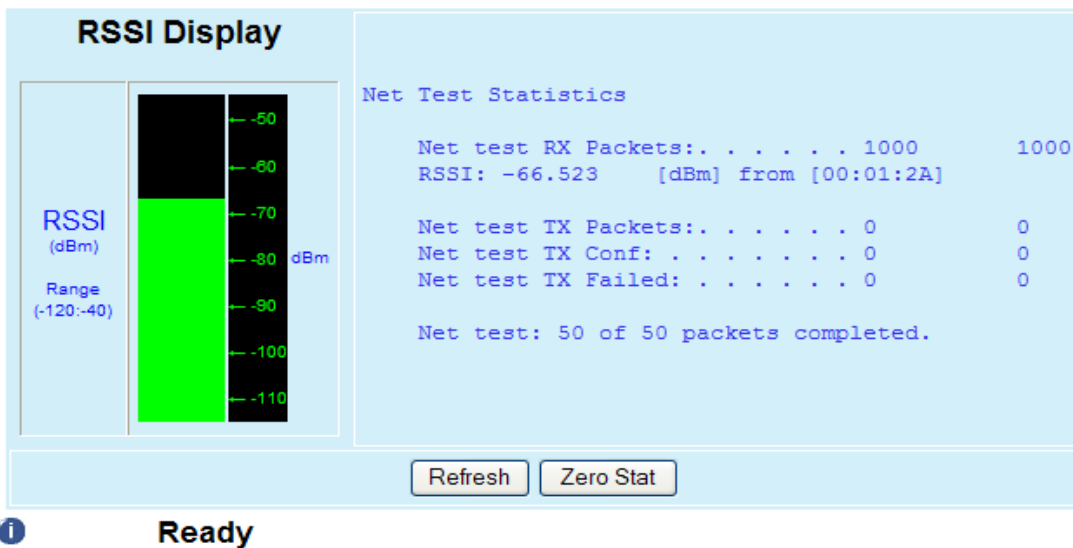 RSSI Display
RSSI
(dBm)
Range
(-120:-40)
← -50
← -60
← -70
← -80
← -90
← -100
← -110
dBm
Net Test Statistics
Net test RX Packets:. . . . . . 1000 1000
RSSI: -66.523 [dBm] from [00:01:2A]
Net test TX Packets:. . . . . . 0 0
Net test TX Conf: . . . . . . . 0 0
Net test TX Failed: . . . . . . 0 0
Net test: 50 of 50 packets completed.
Refresh Zero Stat
i Ready